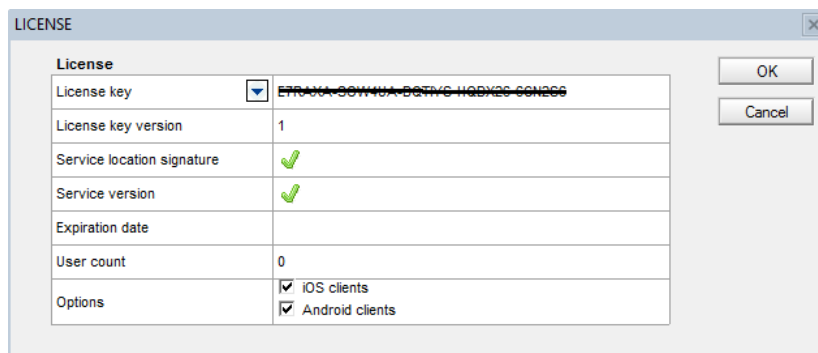 LICENSE
License
OK
License key
Cancel
License key version 1
Service location signature
Service version
Expiration date
User count 0
Options
iOS clients
Android clients